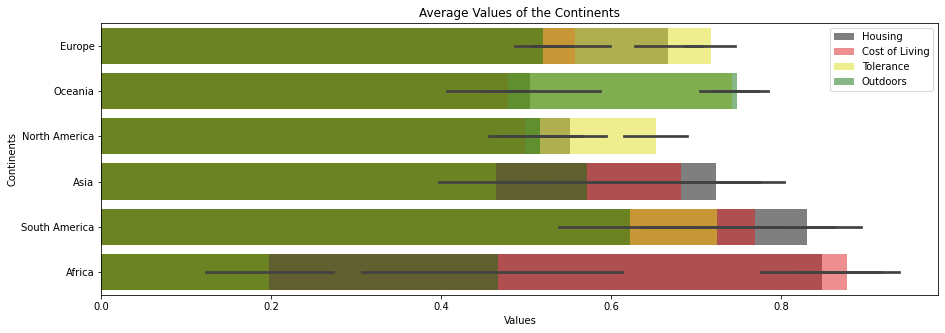 Average Values of the Continents
Housing
Cost of Living
Tolerance
Outdoors
Continents
Europe
Oceania
North America
Asia
South America
Africa
0.0 0.2 0.4 0.6 0.8
Values